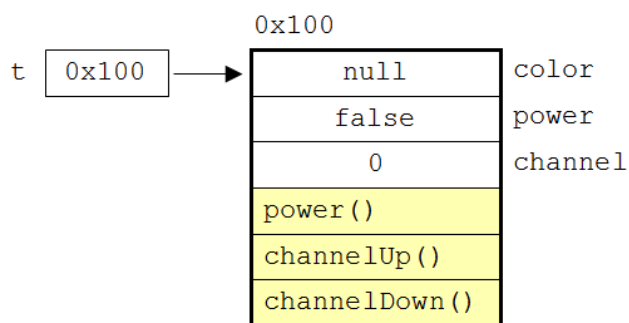 0x100
t 0x100 null color
false power
0 channel
power()
channelUp()
channelDown()